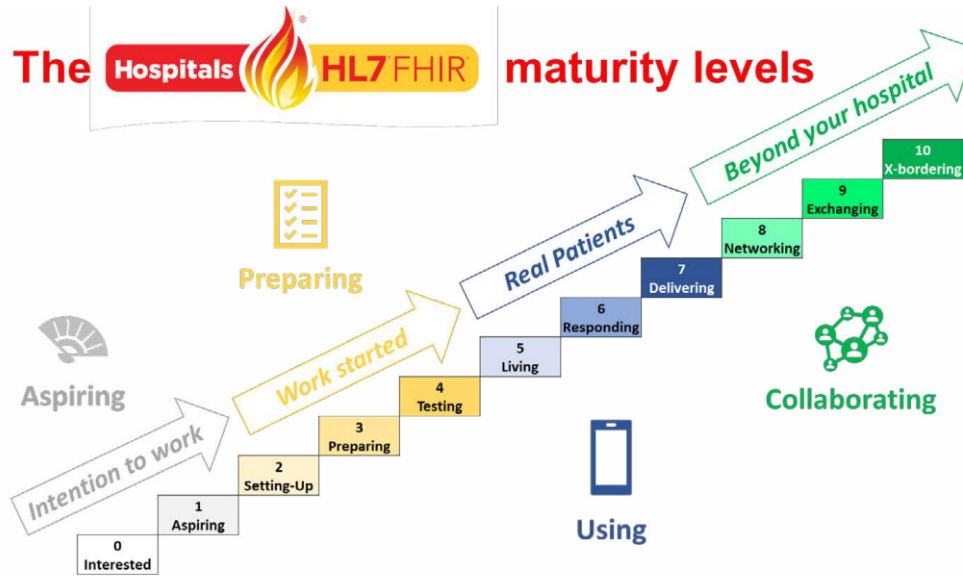 The Hospitals HL7 FHIR® maturity levels
Beyond your hospital
10
X-bordering
9
Exchanging
8
Networking
Real Patients
7
Delivering
6
Responding
Preparing
5
Living
Work started
4
Testing
Collaborating
Aspiring
3
Preparing
Intention to work
2
Setting-Up
1
Aspiring
Using
0
Interested